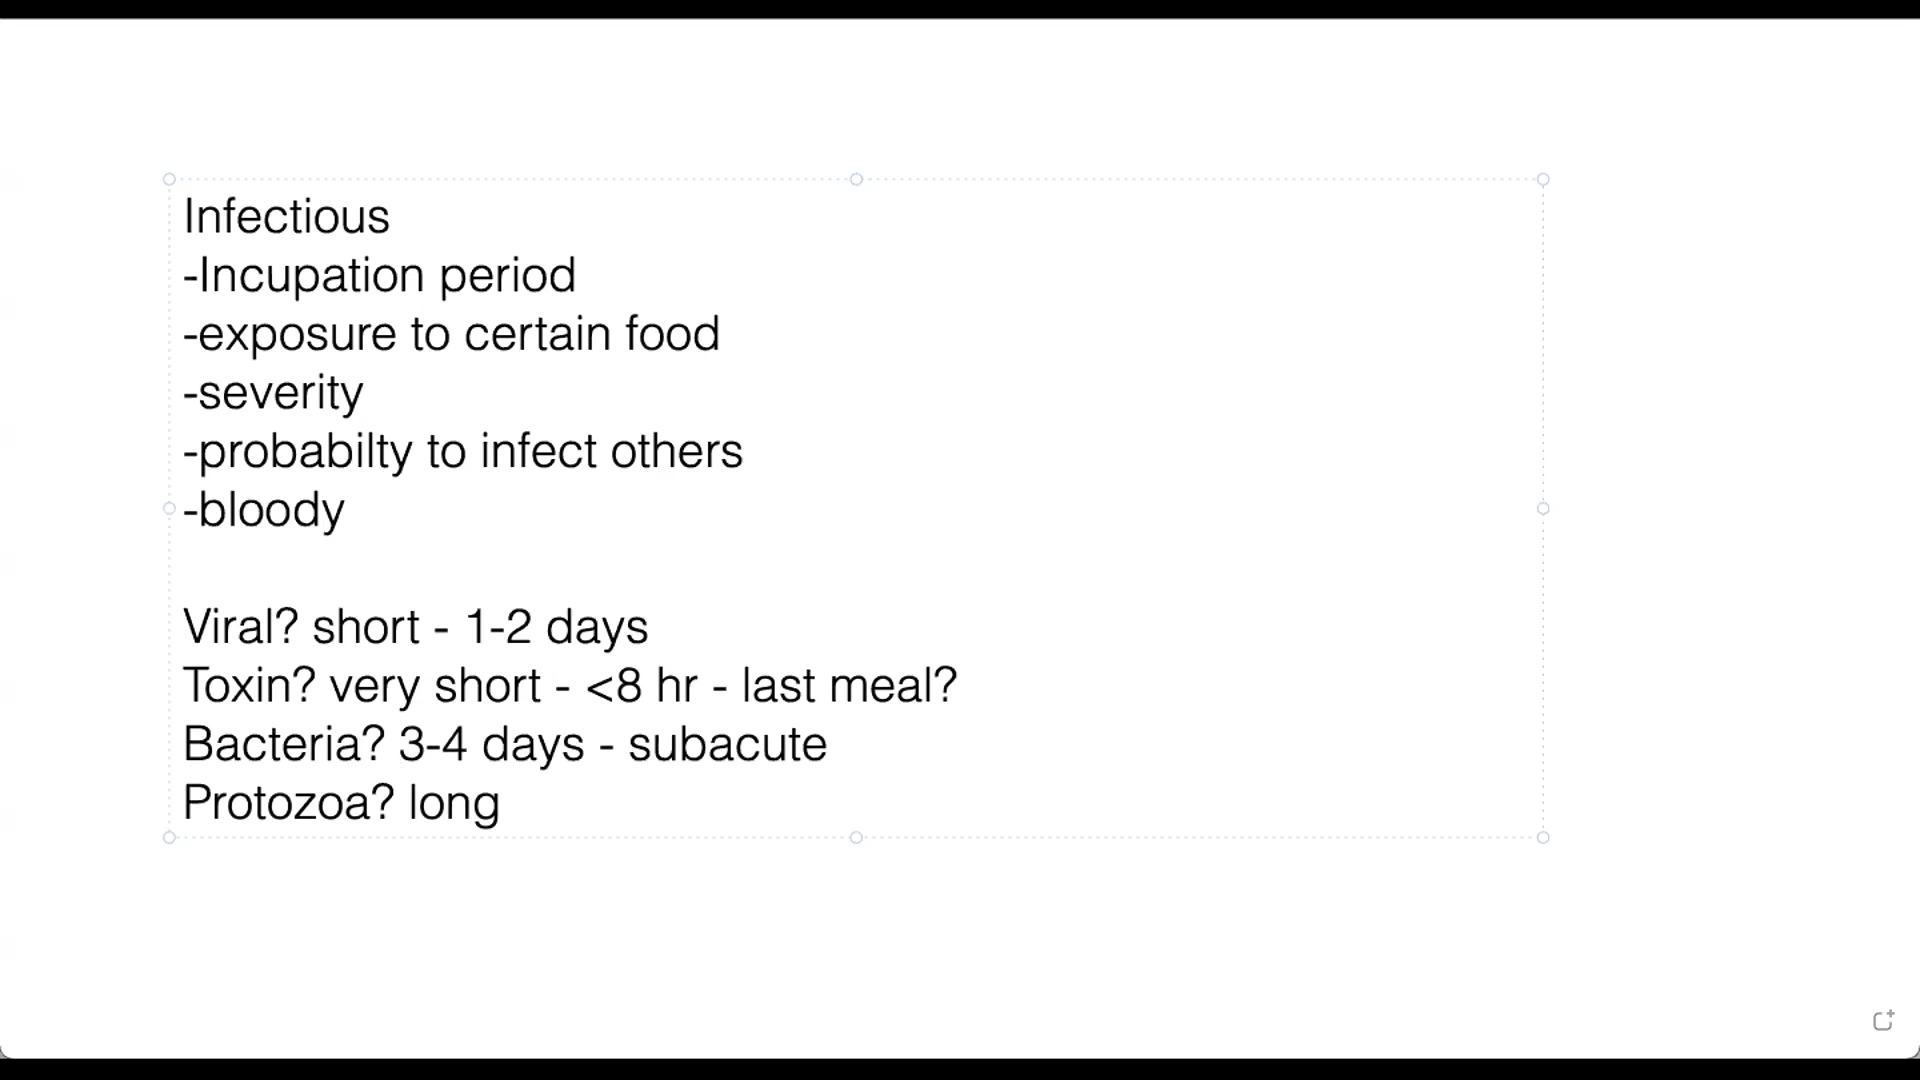 Infectious
-Incupation period
-exposure to certain food
-severity
-probabilty to infect others
-bloody
Viral? short - 1-2 days
Toxin? very short - <8 hr - last meal?
Bacteria? 3-4 days - subacute
Protozoa? long